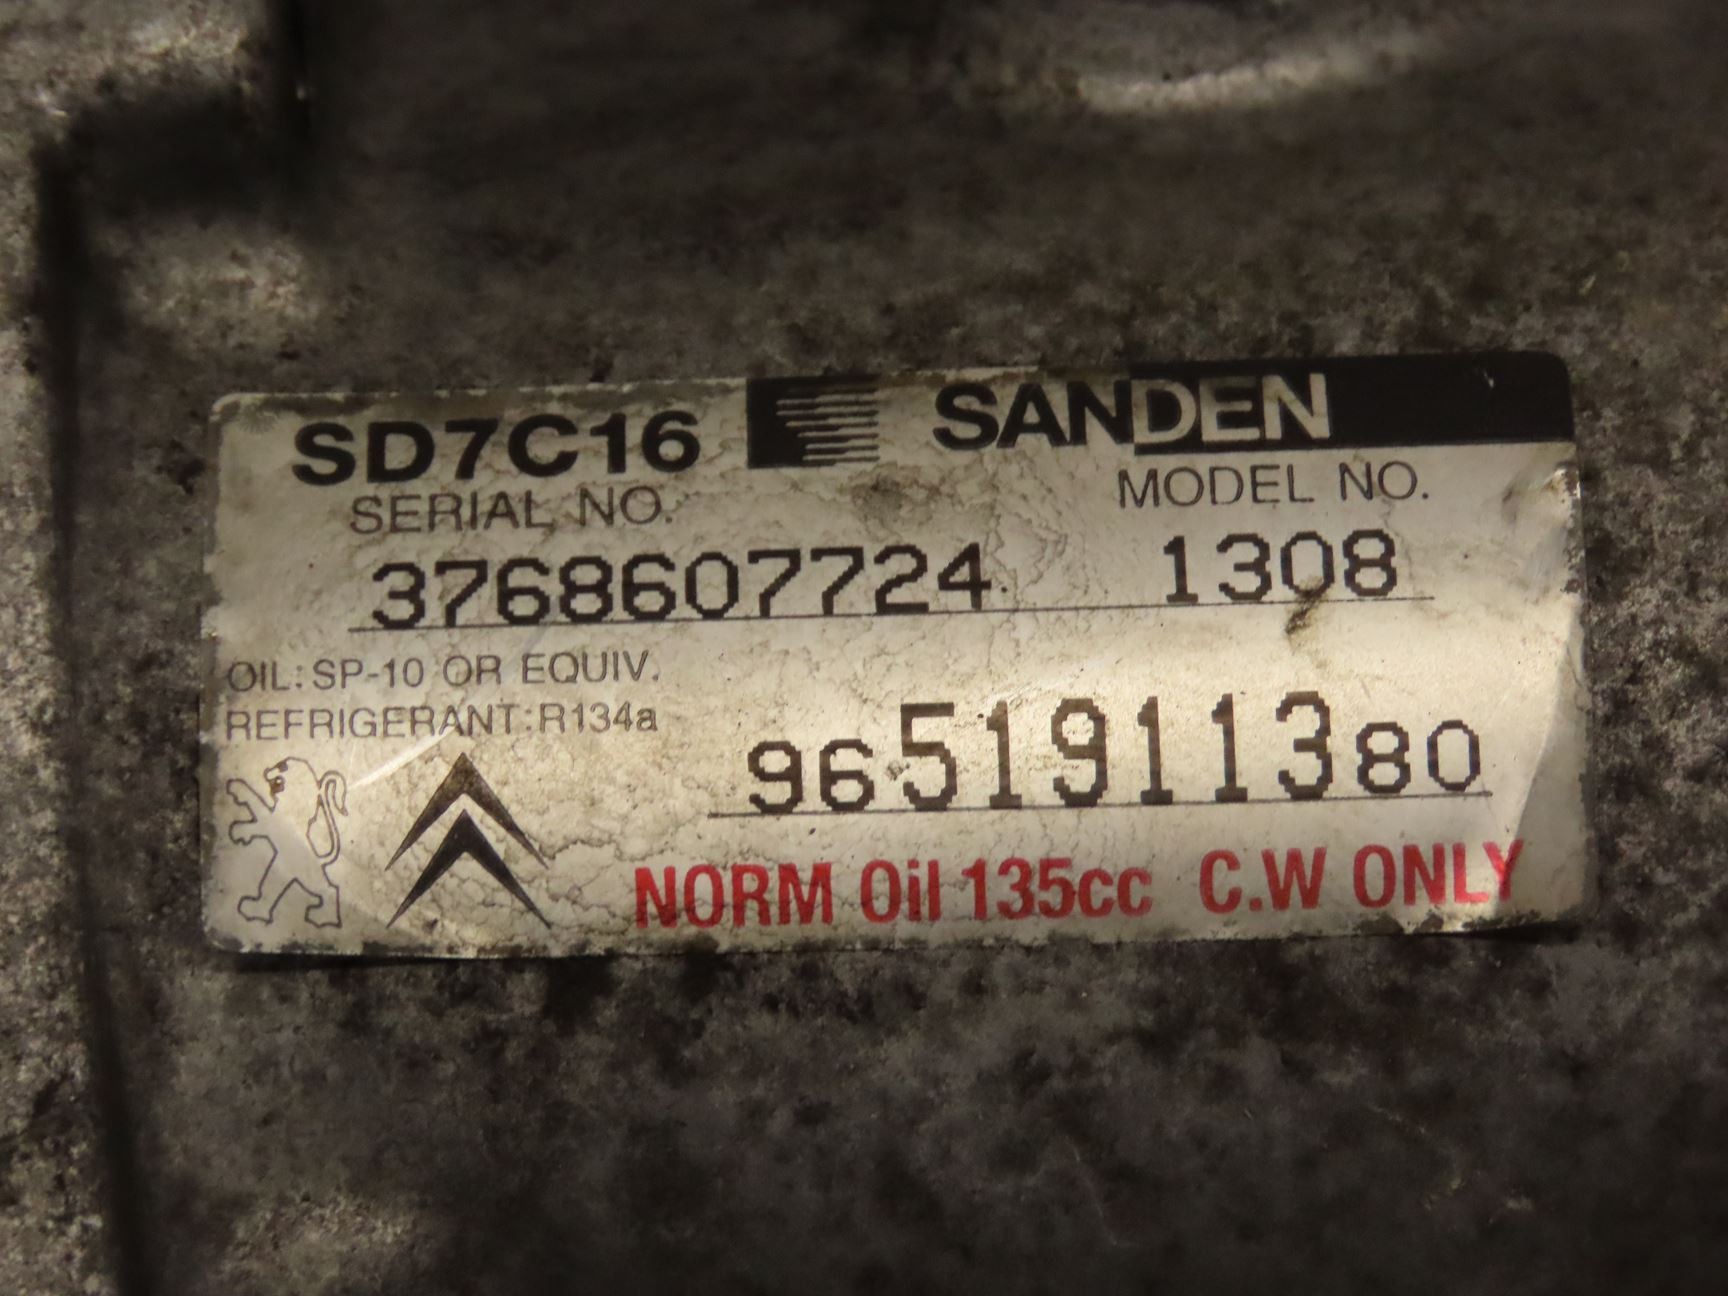 SD7C16 SANDEN
SERIAL NO. MODEL NO.
3768607724 1308
OIL: SP-10 OR EQUIV.
REFRIGERANT: R134a
9651911380
NORM Oil 135cc C.W ONLY